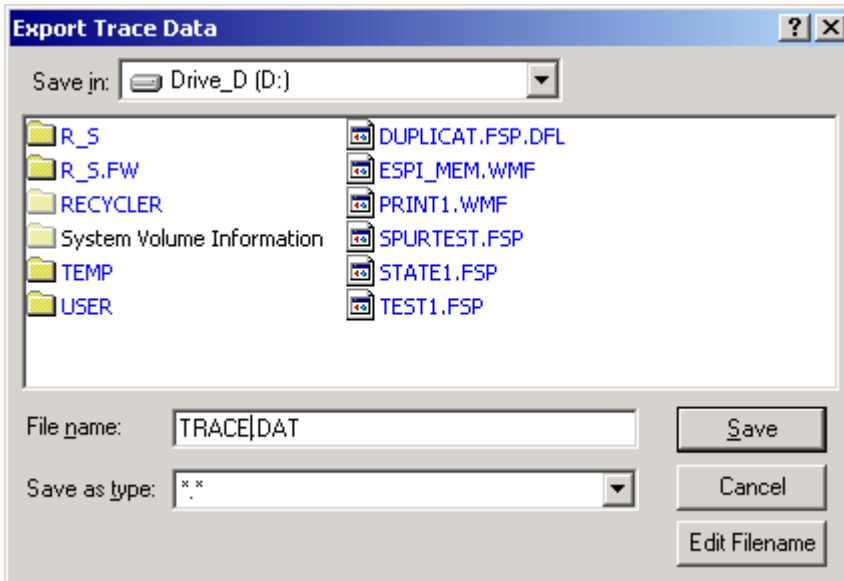 Export Trace Data
Save in: Drive_D (D:)
R_S
R_S.FW
RECYCLER
System Volume Information
TEMP
USER
DUPLICAT.FSP.DFL
ESPI_MEM.WMF
PRINT1.WMF
SPURTEST.FSP
STATE1.FSP
TEST1.FSP
File name: TRACE.DAT
Save
Save as type: *.*
Cancel
Edit Filename